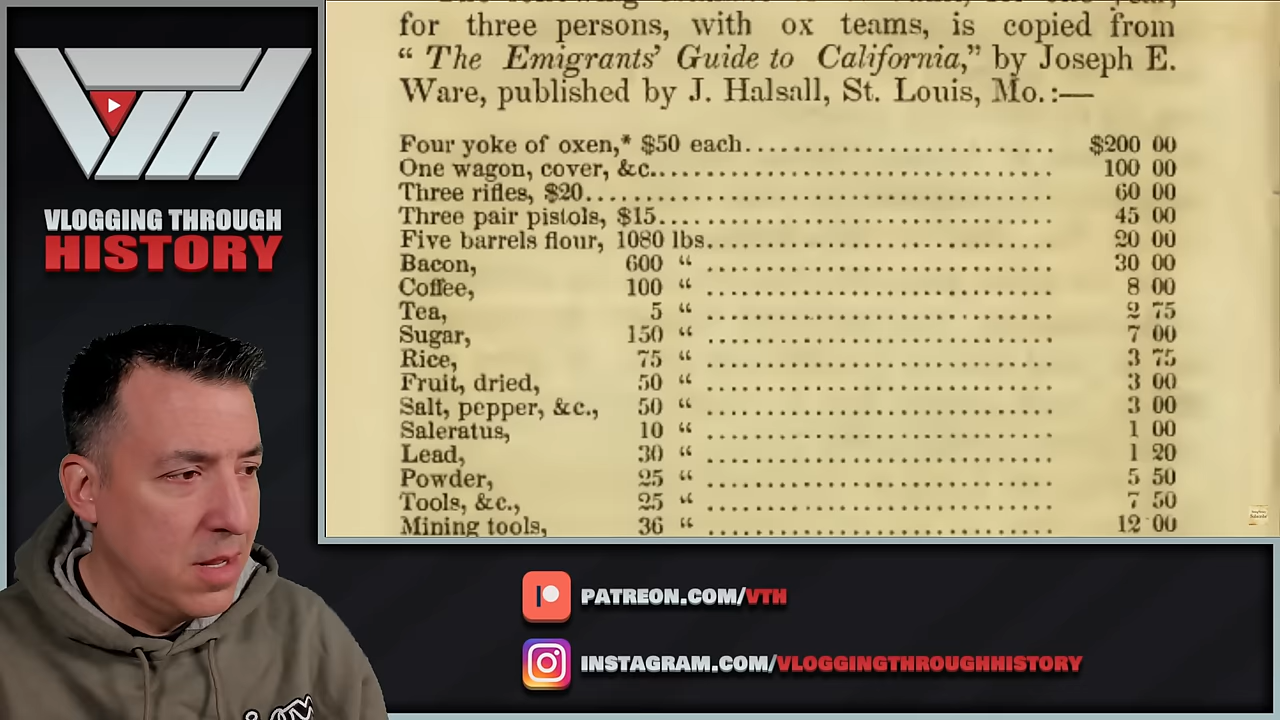 for three persons, with ox teams, is copied from
“ The Emigrants’ Guide to California,” by Joseph E.
Ware, published by J. Halsall, St. Louis, Mo.:—
Four yoke of oxen,* $50 each.......................................... $200 00
One wagon, cover, &c.................................................. 100 00
Three rifles, $20..................................................... 60 00
Three pair pistols, $15............................................... 45 00
Five barrels flour, 1080 lbs.......................................... 20 00
Bacon, 600 “ .................................... 30 00
Coffee, 100 “ .................................... 8 00
Tea, 5 “ .................................... 2 75
Sugar, 150 “ .................................... 7 00
Rice, 75 “ .................................... 3 75
Fruit, dried, 50 “ .................................... 3 00
Salt, pepper, &c., 50 “ .................................... 3 00
Saleratus, 10 “ .................................... 1 00
Lead, 30 “ .................................... 1 20
Powder, 25 “ .................................... 5 50
Tools, &c., 25 “ .................................... 7 50
Mining tools, 36 “ .................................... 12 00
VTH
VLOGGING THROUGH
HISTORY
PATREON.COM/VTH
INSTAGRAM.COM/VLOGGINGTHROUGHHISTORY